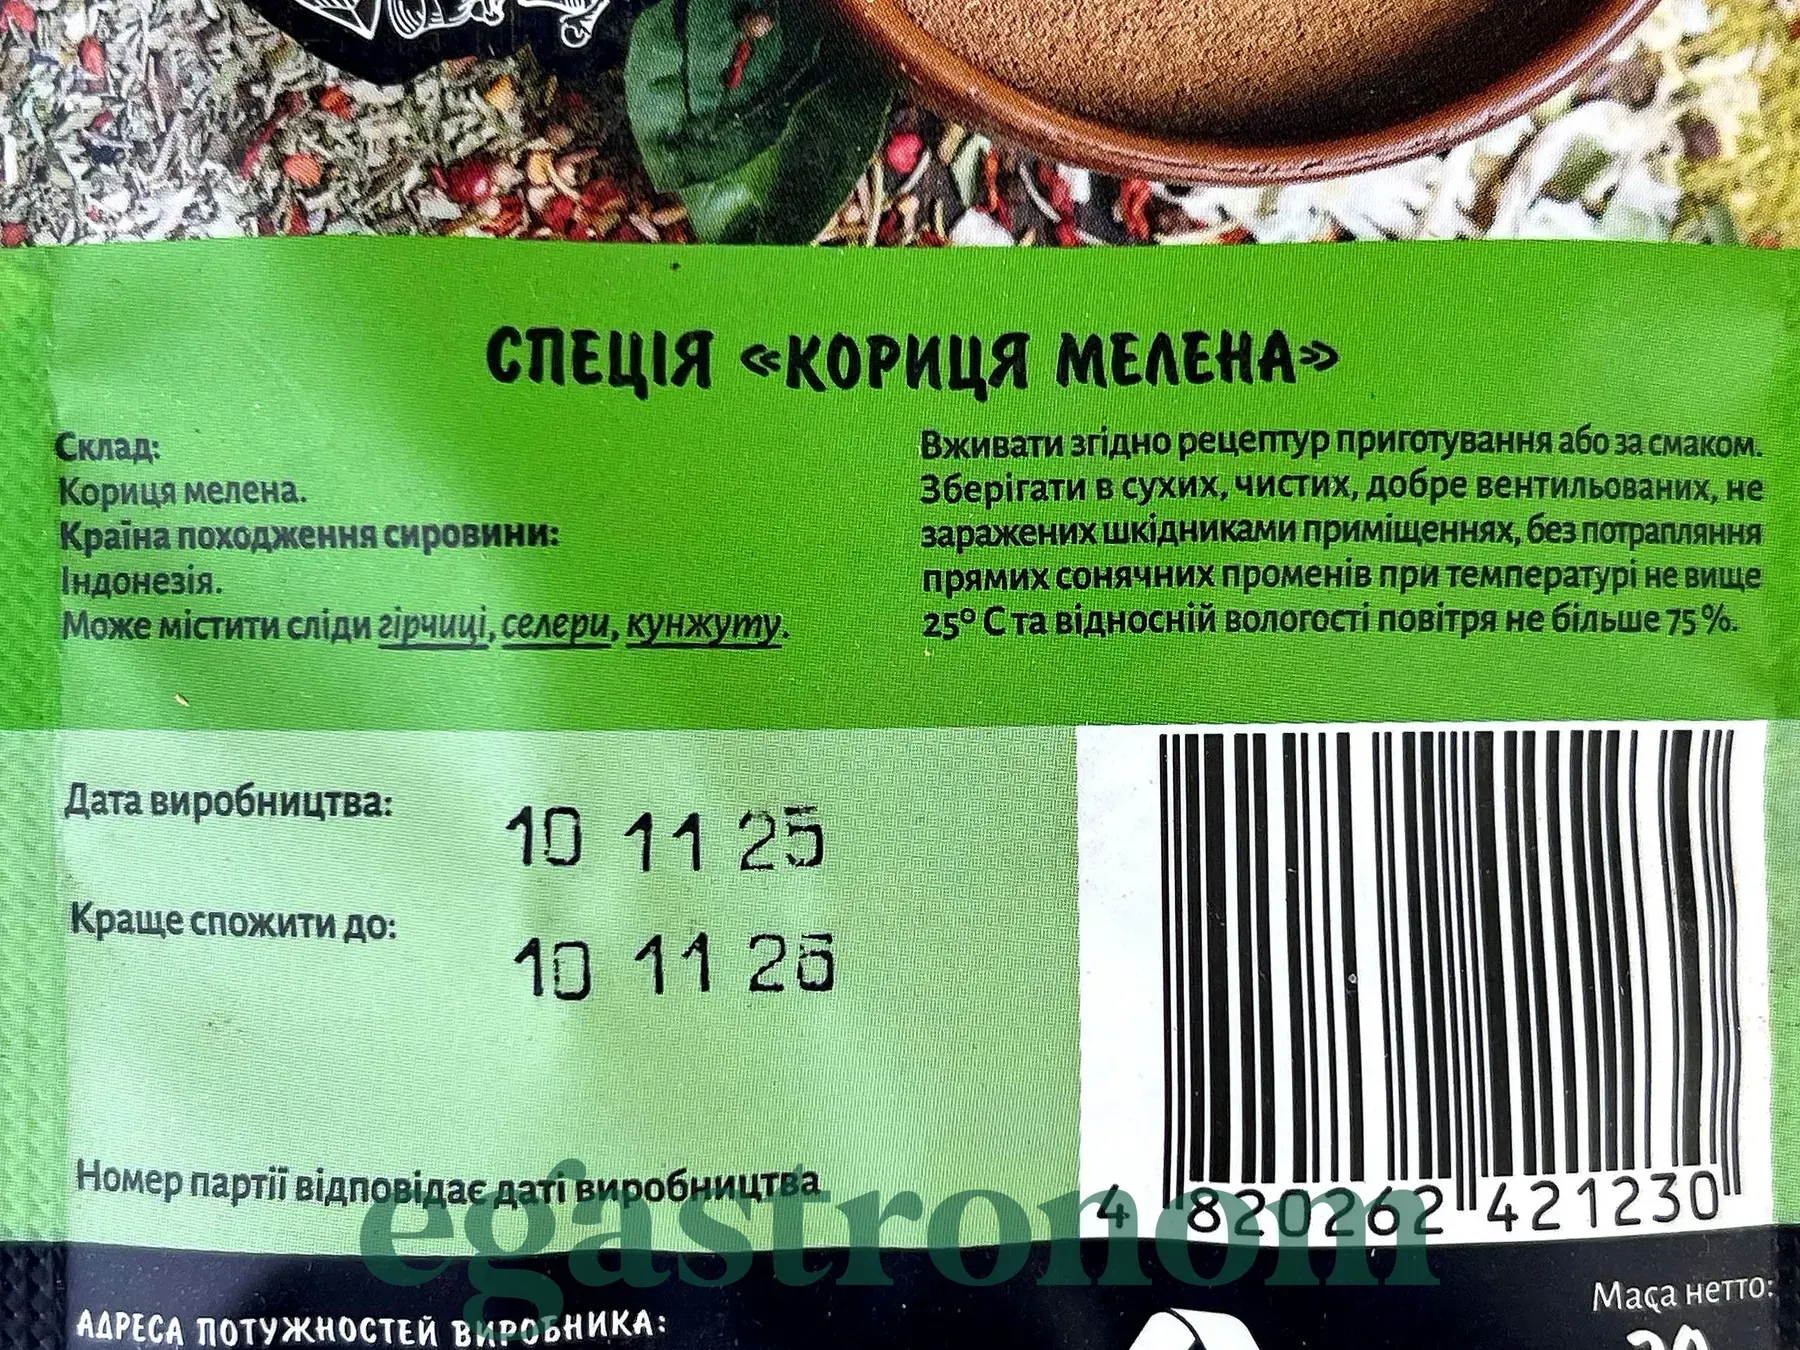 СПЕЦІЯ «КОРИЦЯ МЕЛЕНА»
Склад:
Кориця мелена.
Країна походження сировини:
Індонезія.
Може містити сліди гірчиці, селери, кунжуту.
Вживати згідно рецептур приготування або за смаком.
Зберігати в сухих, чистих, добре вентильованих, не
заражених шкідниками приміщеннях, без потрапляння
прямих сонячних променів при температурі не вище
25° С та відносній вологості повітря не більше 75 %.
Дата виробництва:
10 11 25
Краще спожити до:
10 11 26
Номер партії відповідає даті виробництва
4 820262 421230
egastronom
АДРЕСА ПОТУЖНОСТЕЙ ВИРОБНИКА:
Маса нетто: